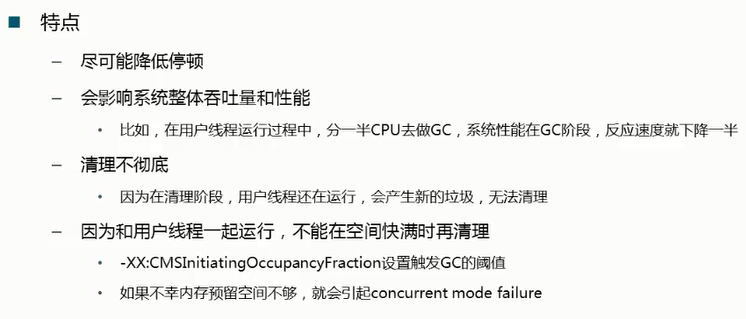 ■ 特点
– 尽可能降低停顿
– 会影响系统整体吞吐量和性能
• 比如，在用户线程运行过程中，分一半CPU去做GC，系统性能在GC阶段，反应速度就下降一半
– 清理不彻底
• 因为在清理阶段，用户线程还在运行，会产生新的垃圾，无法清理
– 因为和用户线程一起运行，不能在空间快满时再清理
• -XX:CMSInitiatingOccupancyFraction设置触发GC的阈值
• 如果不幸内存预留空间不够，就会引起concurrent mode failure